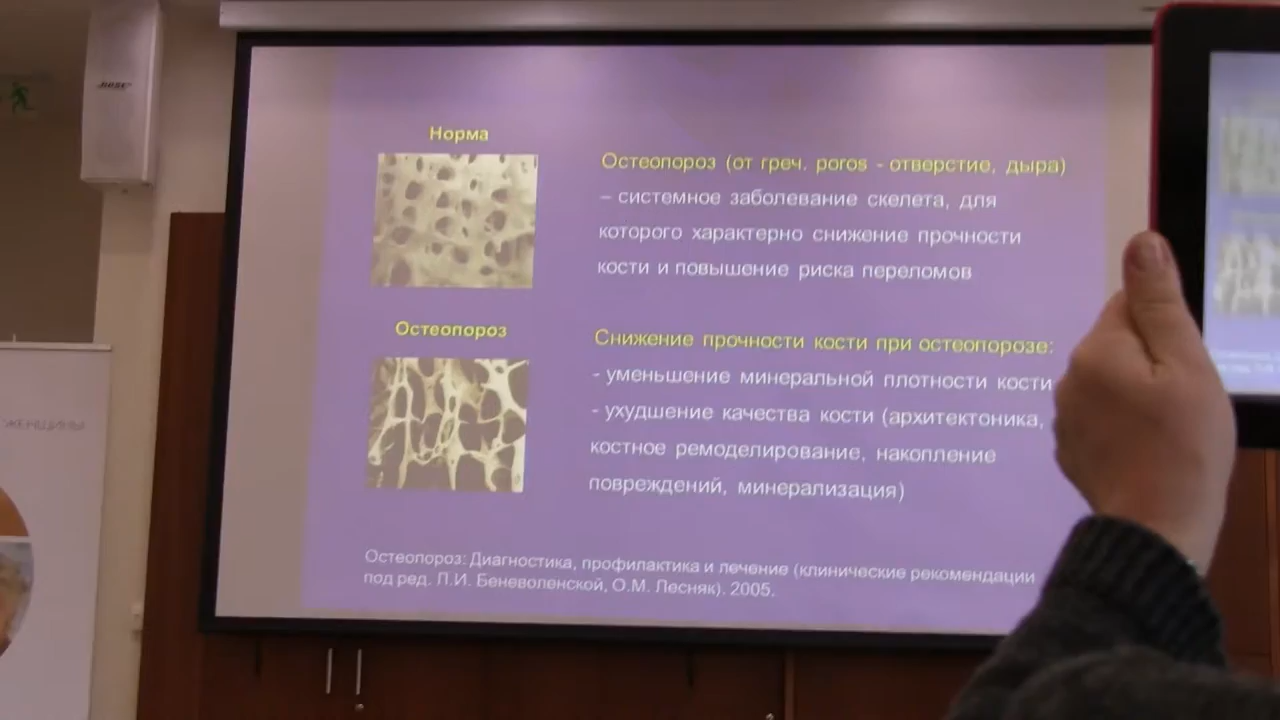 BOSE
Норма
Остеопороз (от греч. poros - отверстие, дыра)
– системное заболевание скелета, для
которого характерно снижение прочности
кости и повышение риска переломов
Остеопороз
Снижение прочности кости при остеопорозе:
- уменьшение минеральной плотности кости
- ухудшение качества кости (архитектоника,
костное ремоделирование, накопление
повреждений, минерализация)
Остеопороз: Диагностика, профилактика и лечение (клинические рекомендации
под ред. Л.И. Беневоленской, О.М. Лесняк). 2005.
ЖЕНЩИНЫ